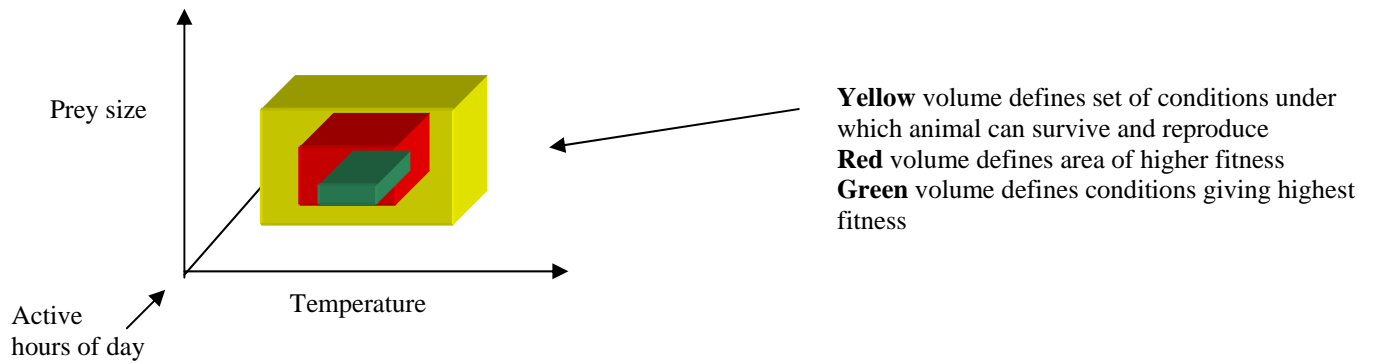 Prey size
Temperature
Active
hours of day
Yellow volume defines set of conditions under
which animal can survive and reproduce
Red volume defines area of higher fitness
Green volume defines conditions giving highest
fitness